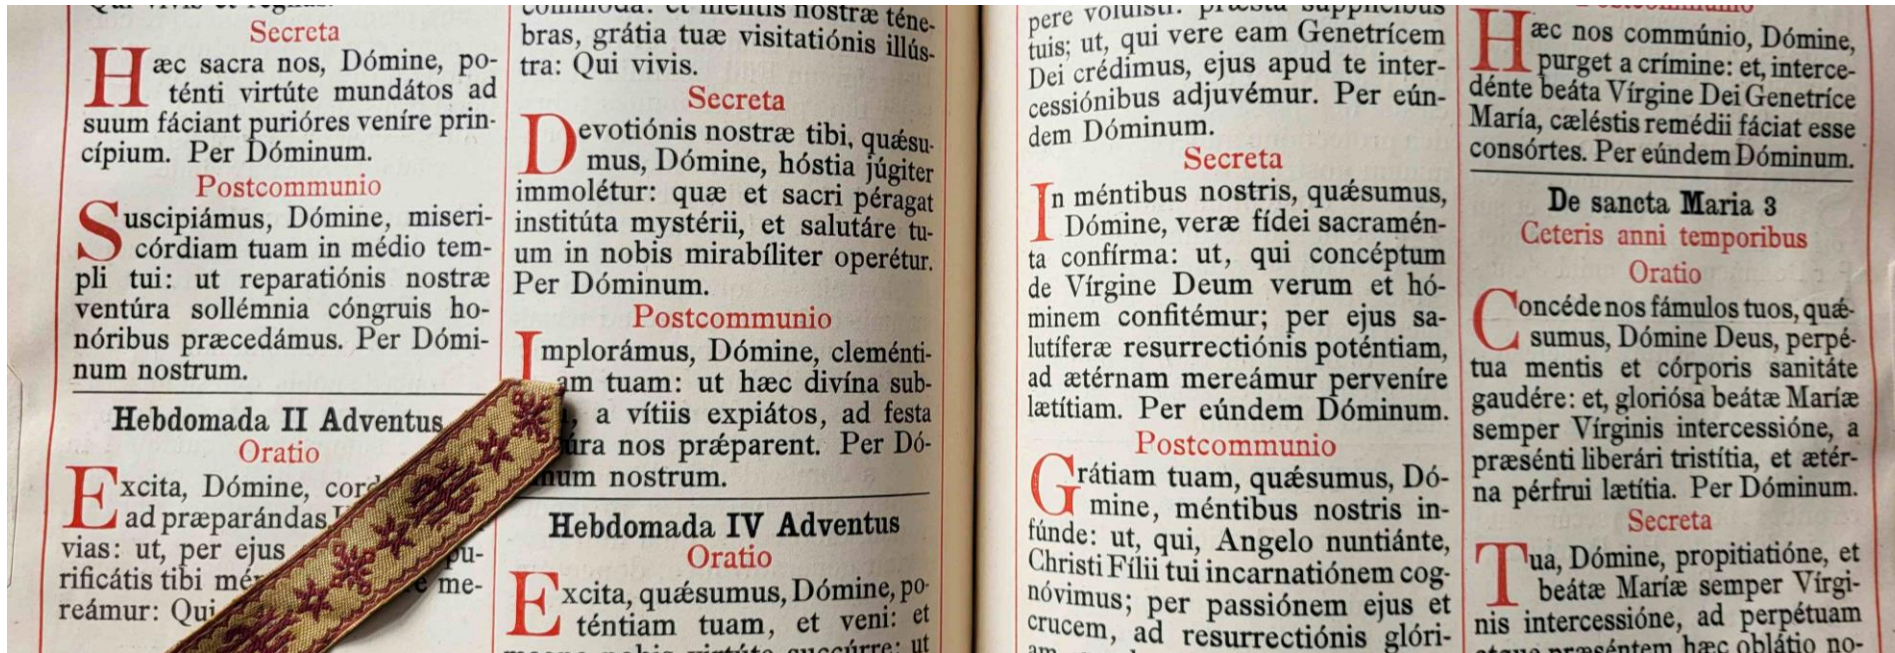 Secreta
Hæc sacra nos, Dómine, po-
ténti virtúte mundátos ad
suum fáciant purióres veníre prin-
cípium. Per Dóminum.
Postcommunio
Suscipiámus, Dómine, miseri-
córdiam tuam in médio tem-
pli tui: ut reparatiónis nostræ
ventúra sollémnia cóngruis ho-
nóribus præcedámus. Per Dómi-
num nostrum.
Hebdomada II Adventus
Oratio
Excita, Dómine,
ad præparándas
vias: ut, per ejus
rificátis tibi me-
reámur: Qui
bras, grátia tuæ visitatiónis illús-
tra: Qui vivis.
Secreta
Devotiónis nostræ tibi, quǽsu-
mus, Dómine, hóstia júgiter
immolétur: quæ et sacri péragat
institúta mystérii, et salutáre tu-
um in nobis mirabíliter operétur.
Per Dóminum.
Postcommunio
Implorámus, Dómine, cleménti-
am tuam: ut hæc divína sub-
a vítiis expiátos, ad festa
nos prǽparent. Per Dó-
num nostrum.
Hebdomada IV Adventus
Oratio
Excita, quǽsumus, Dómine, po-
téntiam tuam, et veni: et
pere voluísti: præsta supplícibus
tuis; ut, qui vere eam Genetrícem
Dei crédimus, ejus apud te inter-
cessiónibus adjuvémur. Per eún-
dem Dóminum.
Secreta
In méntibus nostris, quǽsumus,
Dómine, veræ fídei sacramén-
ta confírma: ut, qui concéptum
de Vírgine Deum verum et hó-
minem confitémur; per ejus sa-
lutíferæ resurrectiónis poténtiam,
ad ætérnam mereámur perveníre
lætítiam. Per eúndem Dóminum.
Postcommunio
Grátiam tuam, quǽsumus, Dó-
mine, méntibus nostris in-
fúnde: ut, qui, Angelo nuntiánte,
Christi Fílii tui incarnatiónem cog-
nóvimus; per passiónem ejus et
crucem, ad resurrectiónis glóri-
Postcommunio
Hæc nos commúnio, Dómine,
purget a crímine: et, interce-
dénte beáta Vírgine Dei Genetríce
María, cæléstis remédii fáciat esse
consórtes. Per eúndem Dóminum.
De sancta Maria 3
Ceteris anni temporibus
Oratio
Concéde nos fámulos tuos, quǽ-
sumus, Dómine Deus, perpé-
tua mentis et córporis sanitáte
gaudére: et, gloriósa beátæ Maríæ
semper Vírginis intercessióne, a
præsénti liberári tristítia, et ætér-
na pérfrui lætítia. Per Dóminum.
Secreta
Tua, Dómine, propitiatióne, et
beátæ Maríæ semper Vírgi-
nis intercessióne, ad perpétuam
atque præséntem hæc oblátio no-